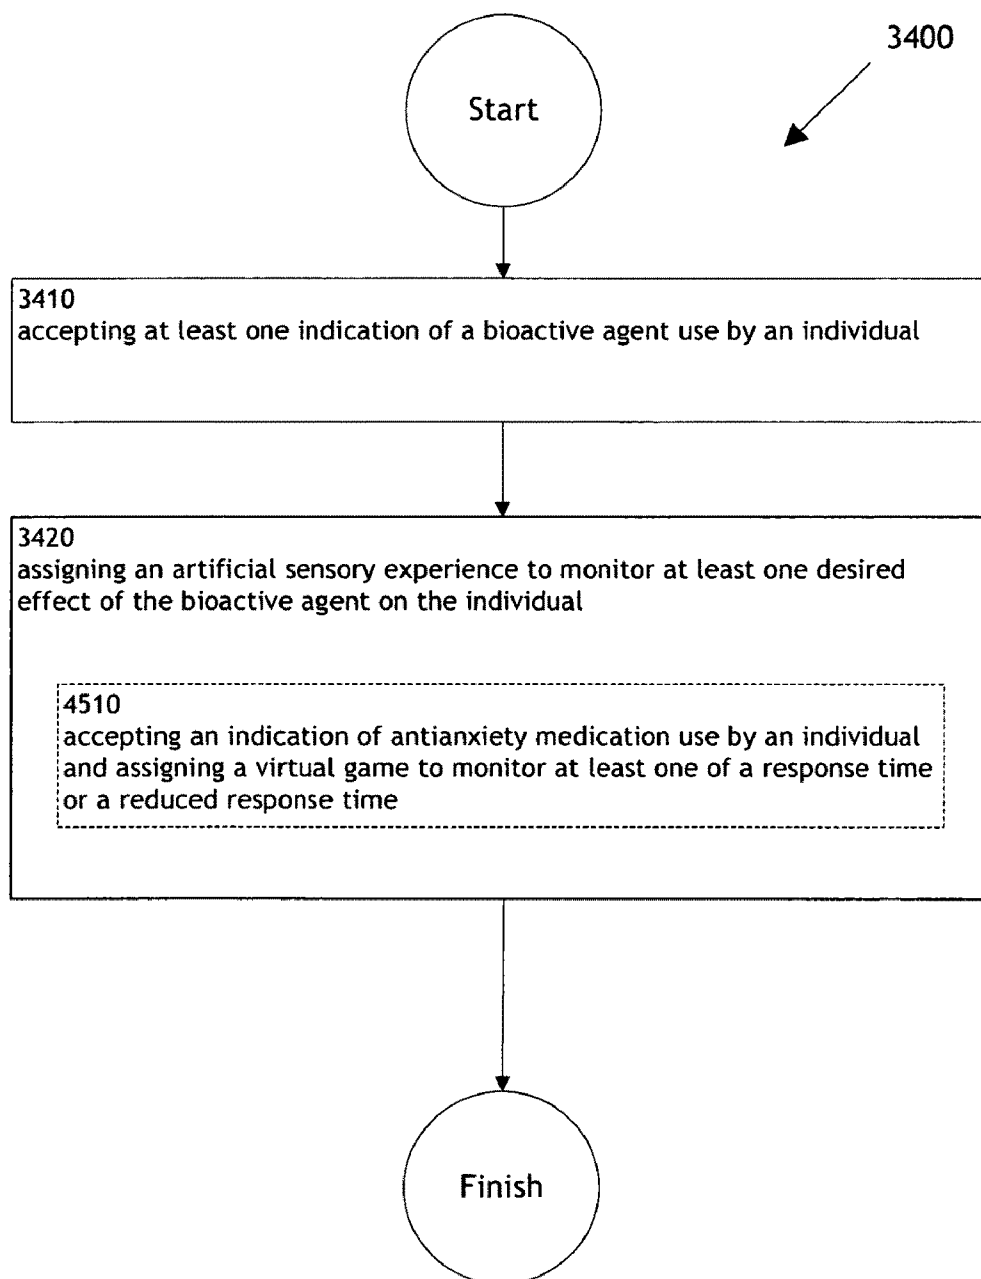 3400
Start
3410
accepting at least one indication of a bioactive agent use by an individual
3420
assigning an artificial sensory experience to monitor at least one desired
effect of the bioactive agent on the individual
4510
accepting an indication of antianxiety medication use by an individual
and assigning a virtual game to monitor at least one of a response time
or a reduced response time
Finish